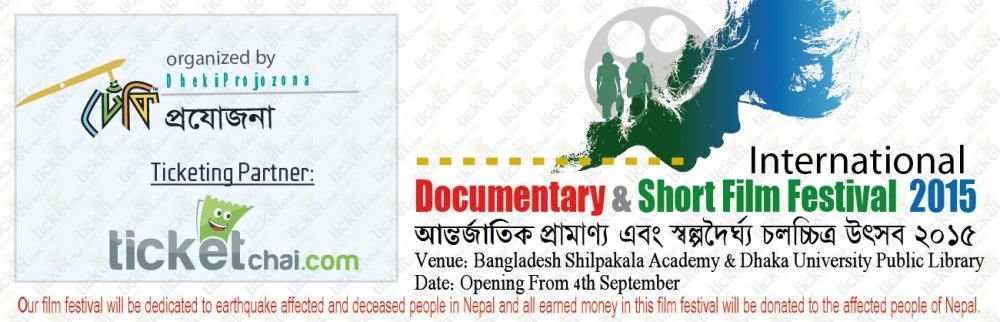 organized by
DhekiProjozona
ঢেঁকি™
প্রযোজনা
Ticketing Partner:
ticketchai.com
International
Documentary & Short Film Festival 2015
আন্তর্জাতিক প্রামাণ্য এবং স্বল্পদৈর্ঘ্য চলচ্চিত্র উৎসব ২০১৫
Venue: Bangladesh Shilpakala Academy & Dhaka University Public Library
Date: Opening From 4th September
Our film festival will be dedicated to earthquake affected and deceased people in Nepal and all earned money in this film festival will be donated to the affected people of Nepal.